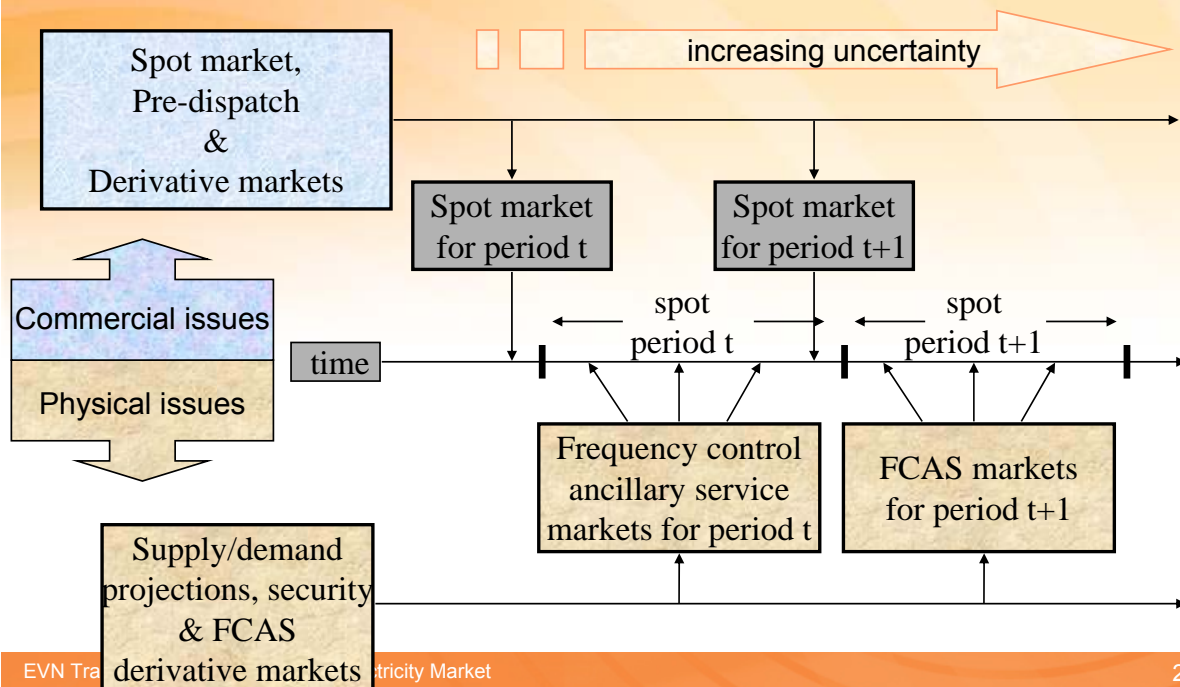 increasing uncertainty
Spot market,
Pre-dispatch
&
Derivative markets
Spot market
for period t
Spot market
for period t+1
Commercial issues
Physical issues
time
spot
period t
spot
period t+1
Frequency control
ancillary service
markets for period t
FCAS markets
for period t+1
Supply/demand
projections, security
& FCAS
derivative markets
EVN Tra
tricity Market
2